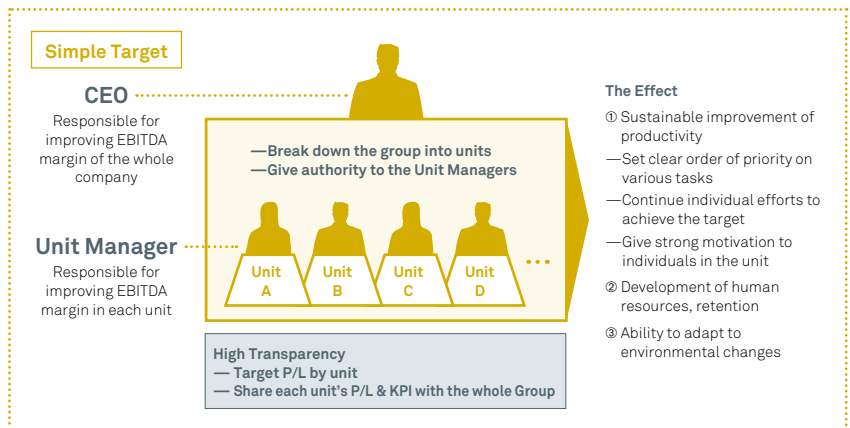 Simple Target
CEO
Responsible for
improving EBITDA
margin of the whole
company
—Break down the group into units
—Give authority to the Unit Managers
Unit Manager
Responsible for
improving EBITDA
margin in each unit
Unit
A
Unit
B
Unit
C
Unit
D
...
High Transparency
— Target P/L by unit
— Share each unit's P/L & KPI with the whole Group
The Effect
① Sustainable improvement of
productivity
—Set clear order of priority on
various tasks
—Continue individual efforts to
achieve the target
—Give strong motivation to
individuals in the unit
② Development of human
resources, retention
③ Ability to adapt to
environmental changes